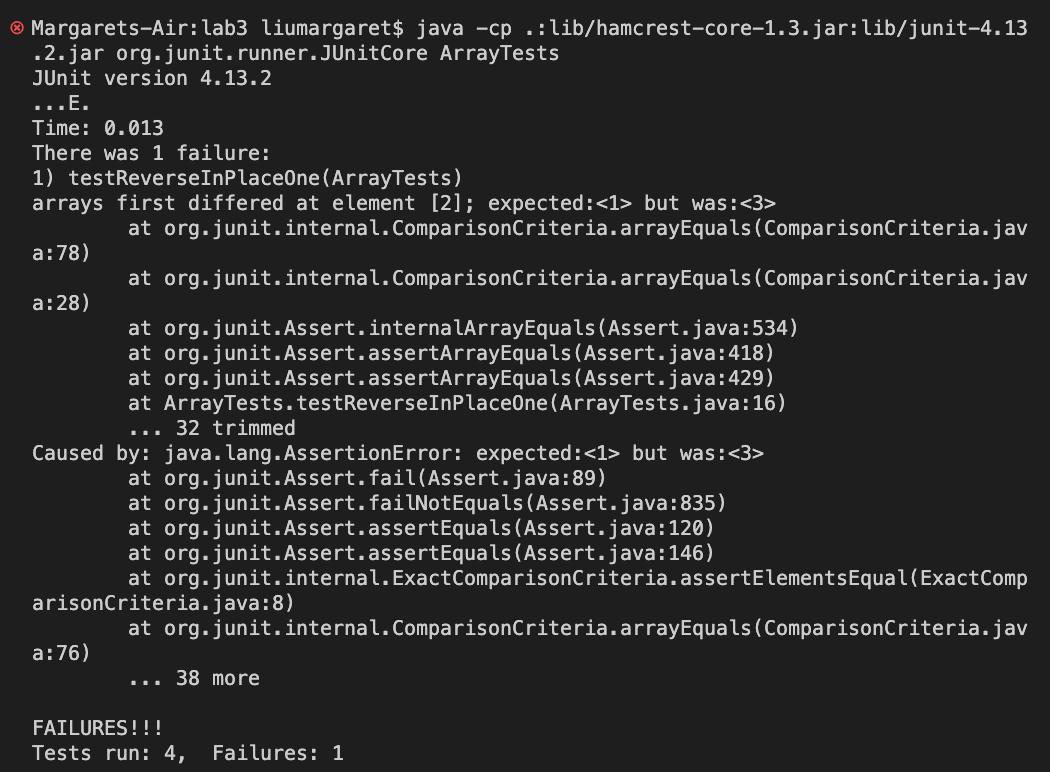 Margarets-Air:lab3 liumargaret$ java -cp .:lib/hamcrest-core-1.3.jar:lib/junit-4.13
.2.jar org.junit.runner.JUnitCore ArrayTests
JUnit version 4.13.2
...E.
Time: 0.013
There was 1 failure:
1) testReverseInPlaceOne(ArrayTests)
arrays first differed at element [2]; expected:<1> but was:<3>
        at org.junit.internal.ComparisonCriteria.arrayEquals(ComparisonCriteria.jav
a:78)
        at org.junit.internal.ComparisonCriteria.arrayEquals(ComparisonCriteria.jav
a:28)
        at org.junit.Assert.internalArrayEquals(Assert.java:534)
        at org.junit.Assert.assertArrayEquals(Assert.java:418)
        at org.junit.Assert.assertArrayEquals(Assert.java:429)
        at ArrayTests.testReverseInPlaceOne(ArrayTests.java:16)
        ... 32 trimmed
Caused by: java.lang.AssertionError: expected:<1> but was:<3>
        at org.junit.Assert.fail(Assert.java:89)
        at org.junit.Assert.failNotEquals(Assert.java:835)
        at org.junit.Assert.assertEquals(Assert.java:120)
        at org.junit.Assert.assertEquals(Assert.java:146)
        at org.junit.internal.ExactComparisonCriteria.assertElementsEqual(ExactComp
arisonCriteria.java:8)
        at org.junit.internal.ComparisonCriteria.arrayEquals(ComparisonCriteria.jav
a:76)
        ... 38 more

FAILURES!!!
Tests run: 4,  Failures: 1